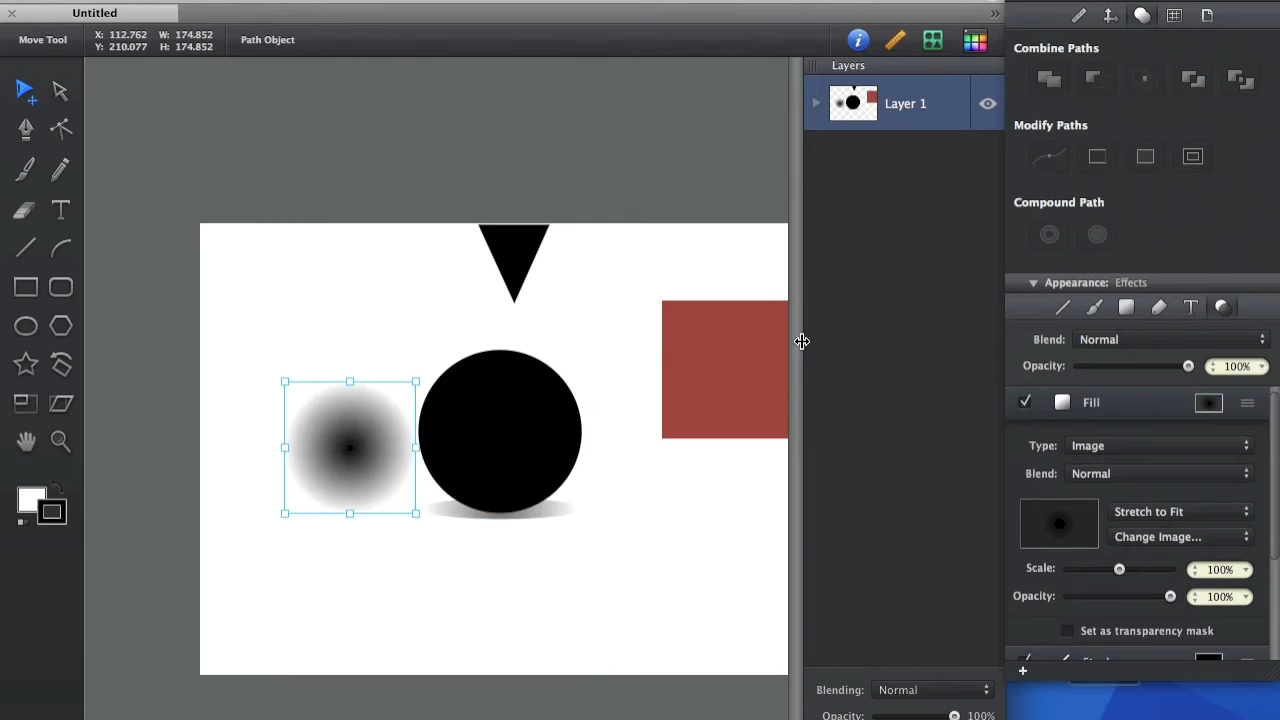 Untitled
Move Tool
X: 112.762 W: 174.852
Y: 210.077 H: 174.852
Path Object
Layers
Layer 1
Combine Paths
Modify Paths
Compound Path
Appearance: Effects
Blend: Normal
Opacity: 100%
Fill
Type: Image
Blend: Normal
Stretch to Fit
Change Image...
Scale: 100%
Opacity: 100%
Set as transparency mask
Blending: Normal
Opacity: 100%